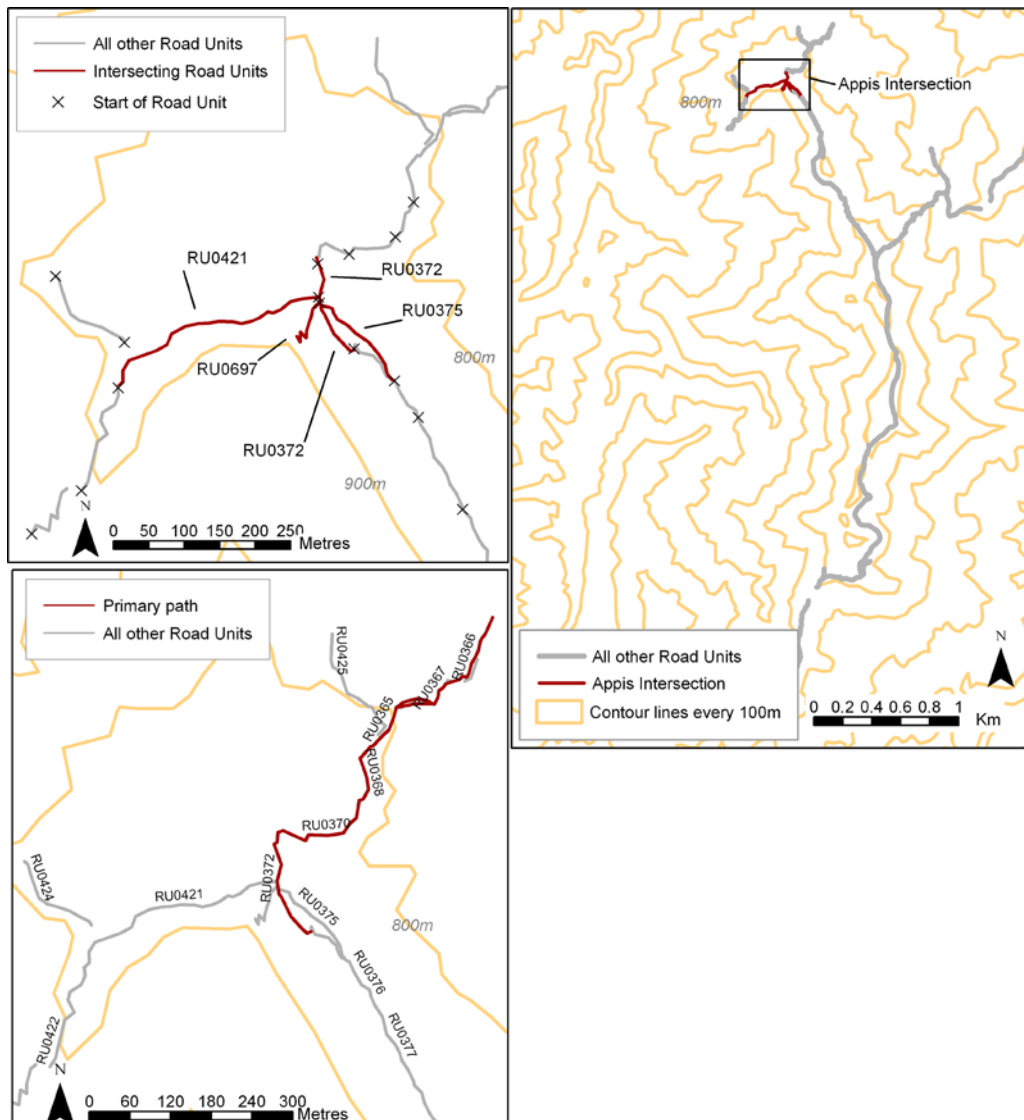 All other Road Units
Intersecting Road Units
Start of Road Unit
RU0421
RU0372
RU0375
RU0697
RU0372
800m
900m
N
0 50 100 150 200 250
Metres
Appis Intersection
800m
All other Road Units
Appis Intersection
Contour lines every 100m
N
0 0.2 0.4 0.6 0.8 1
Km
Primary path
All other Road Units
RU0425
RU0366
RU0367
RU0365
RU0368
RU0370
RU0372
RU0424
RU0421
RU0375
800m
RU0376
RU0377
RU0422
N
0 60 120 180 240 300
Metres